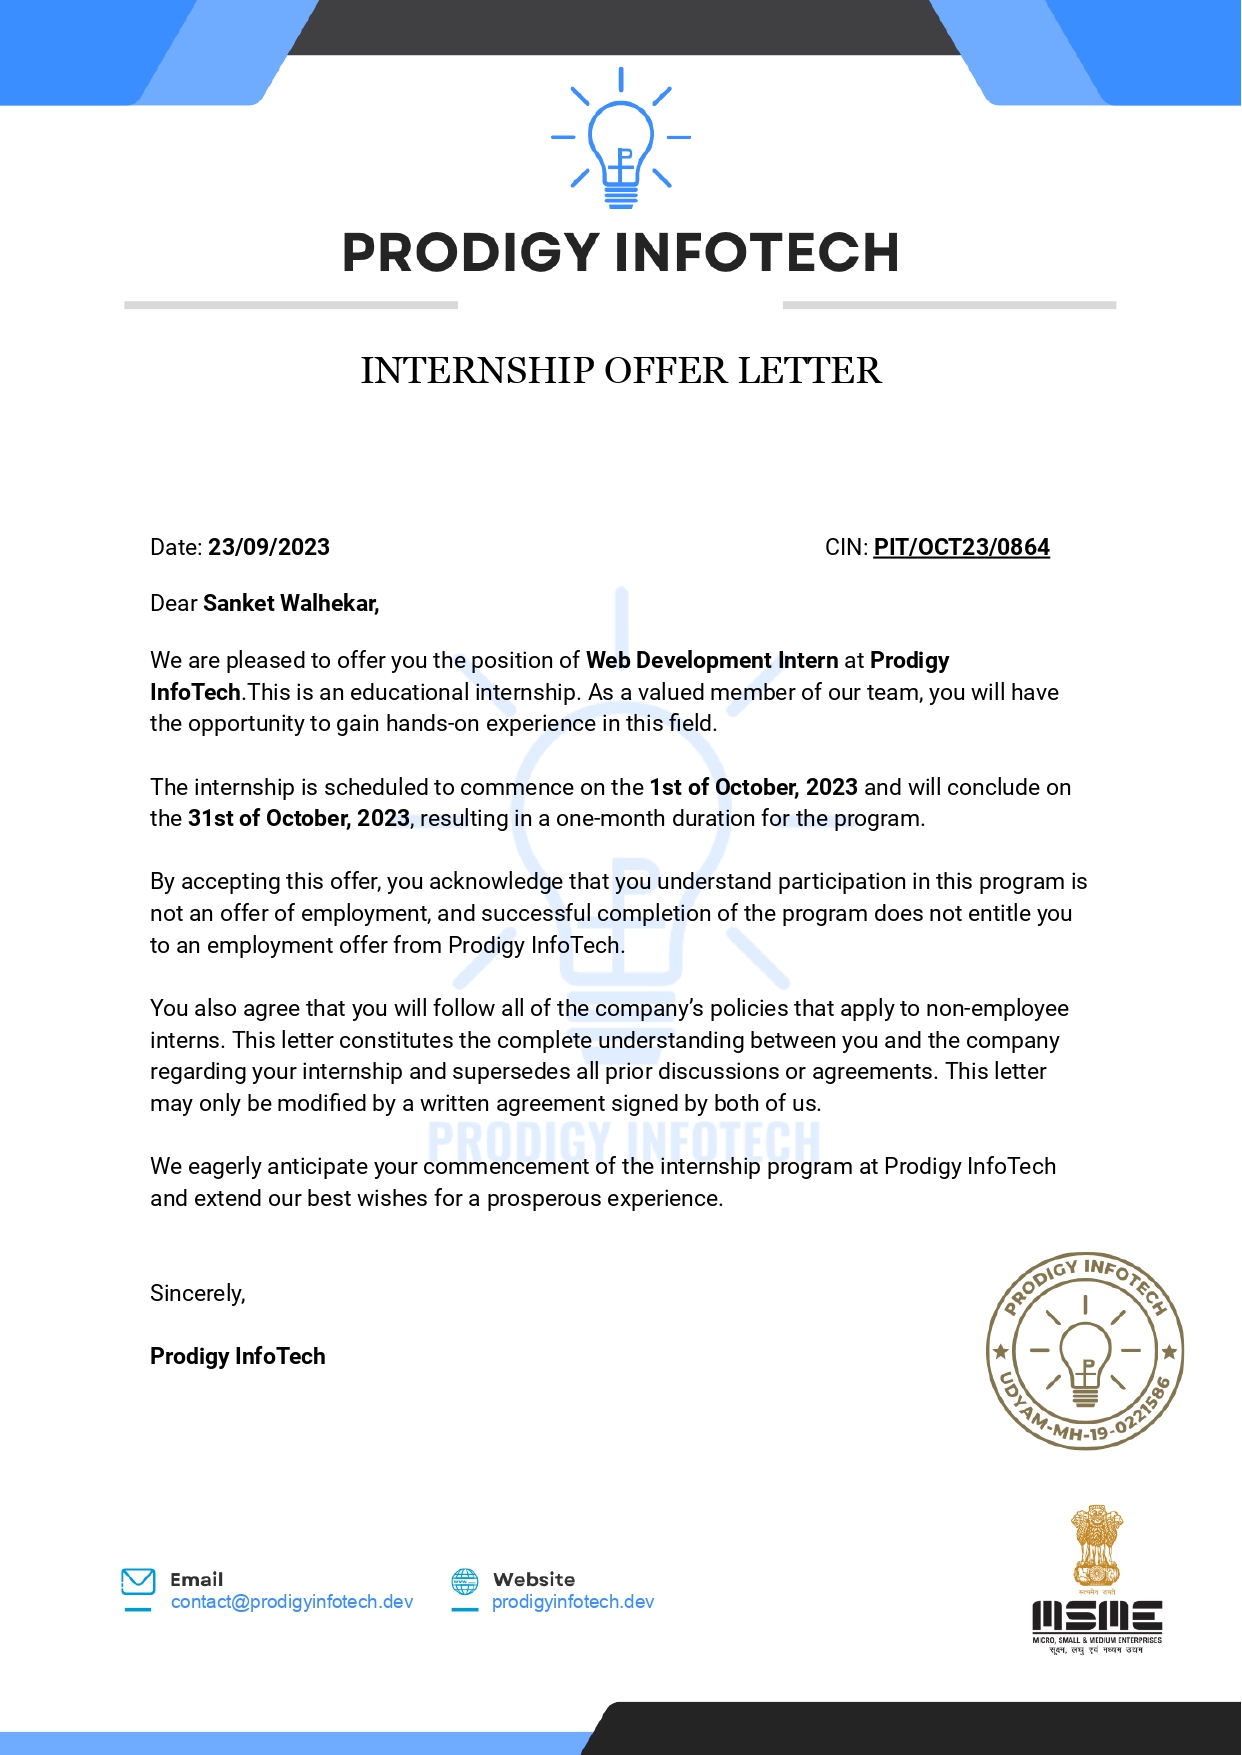 PRODIGY INFOTECH
INTERNSHIP OFFER LETTER
Date: 23/09/2023 CIN: PIT/OCT23/0864
Dear Sanket Walhekar,
We are pleased to offer you the position of Web Development Intern at Prodigy
InfoTech.This is an educational internship. As a valued member of our team, you will have
the opportunity to gain hands-on experience in this field.
The internship is scheduled to commence on the 1st of October, 2023 and will conclude on
the 31st of October, 2023, resulting in a one-month duration for the program.
By accepting this offer, you acknowledge that you understand participation in this program is
not an offer of employment, and successful completion of the program does not entitle you
to an employment offer from Prodigy InfoTech.
You also agree that you will follow all of the company’s policies that apply to non-employee
interns. This letter constitutes the complete understanding between you and the company
regarding your internship and supersedes all prior discussions or agreements. This letter
may only be modified by a written agreement signed by both of us.
PRODIGY INFOTECH
We eagerly anticipate your commencement of the internship program at Prodigy InfoTech
and extend our best wishes for a prosperous experience.
Sincerely,
Prodigy InfoTech
PRODIGY INFOTECH
UDYAM-MH-19-0221586
Email
contact@prodigyinfotech.dev
Website
prodigyinfotech.dev
सत्यमेव जयते
MSME
MICRO, SMALL & MEDIUM ENTERPRISES
सूक्ष्म, लघु एवं मध्यम उद्यम